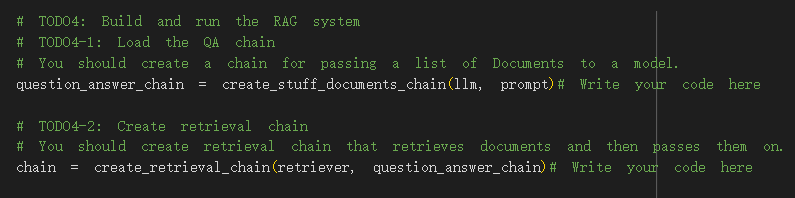 # TODO4: Build and run the RAG system
# TODO4-1: Load the QA chain
# You should create a chain for passing a list of Documents to a model.
question_answer_chain = create_stuff_documents_chain(llm, prompt)# Write your code here
# TODO4-2: Create retrieval chain
# You should create retrieval chain that retrieves documents and then passes them on.
chain = create_retrieval_chain(retriever, question_answer_chain)# Write your code here